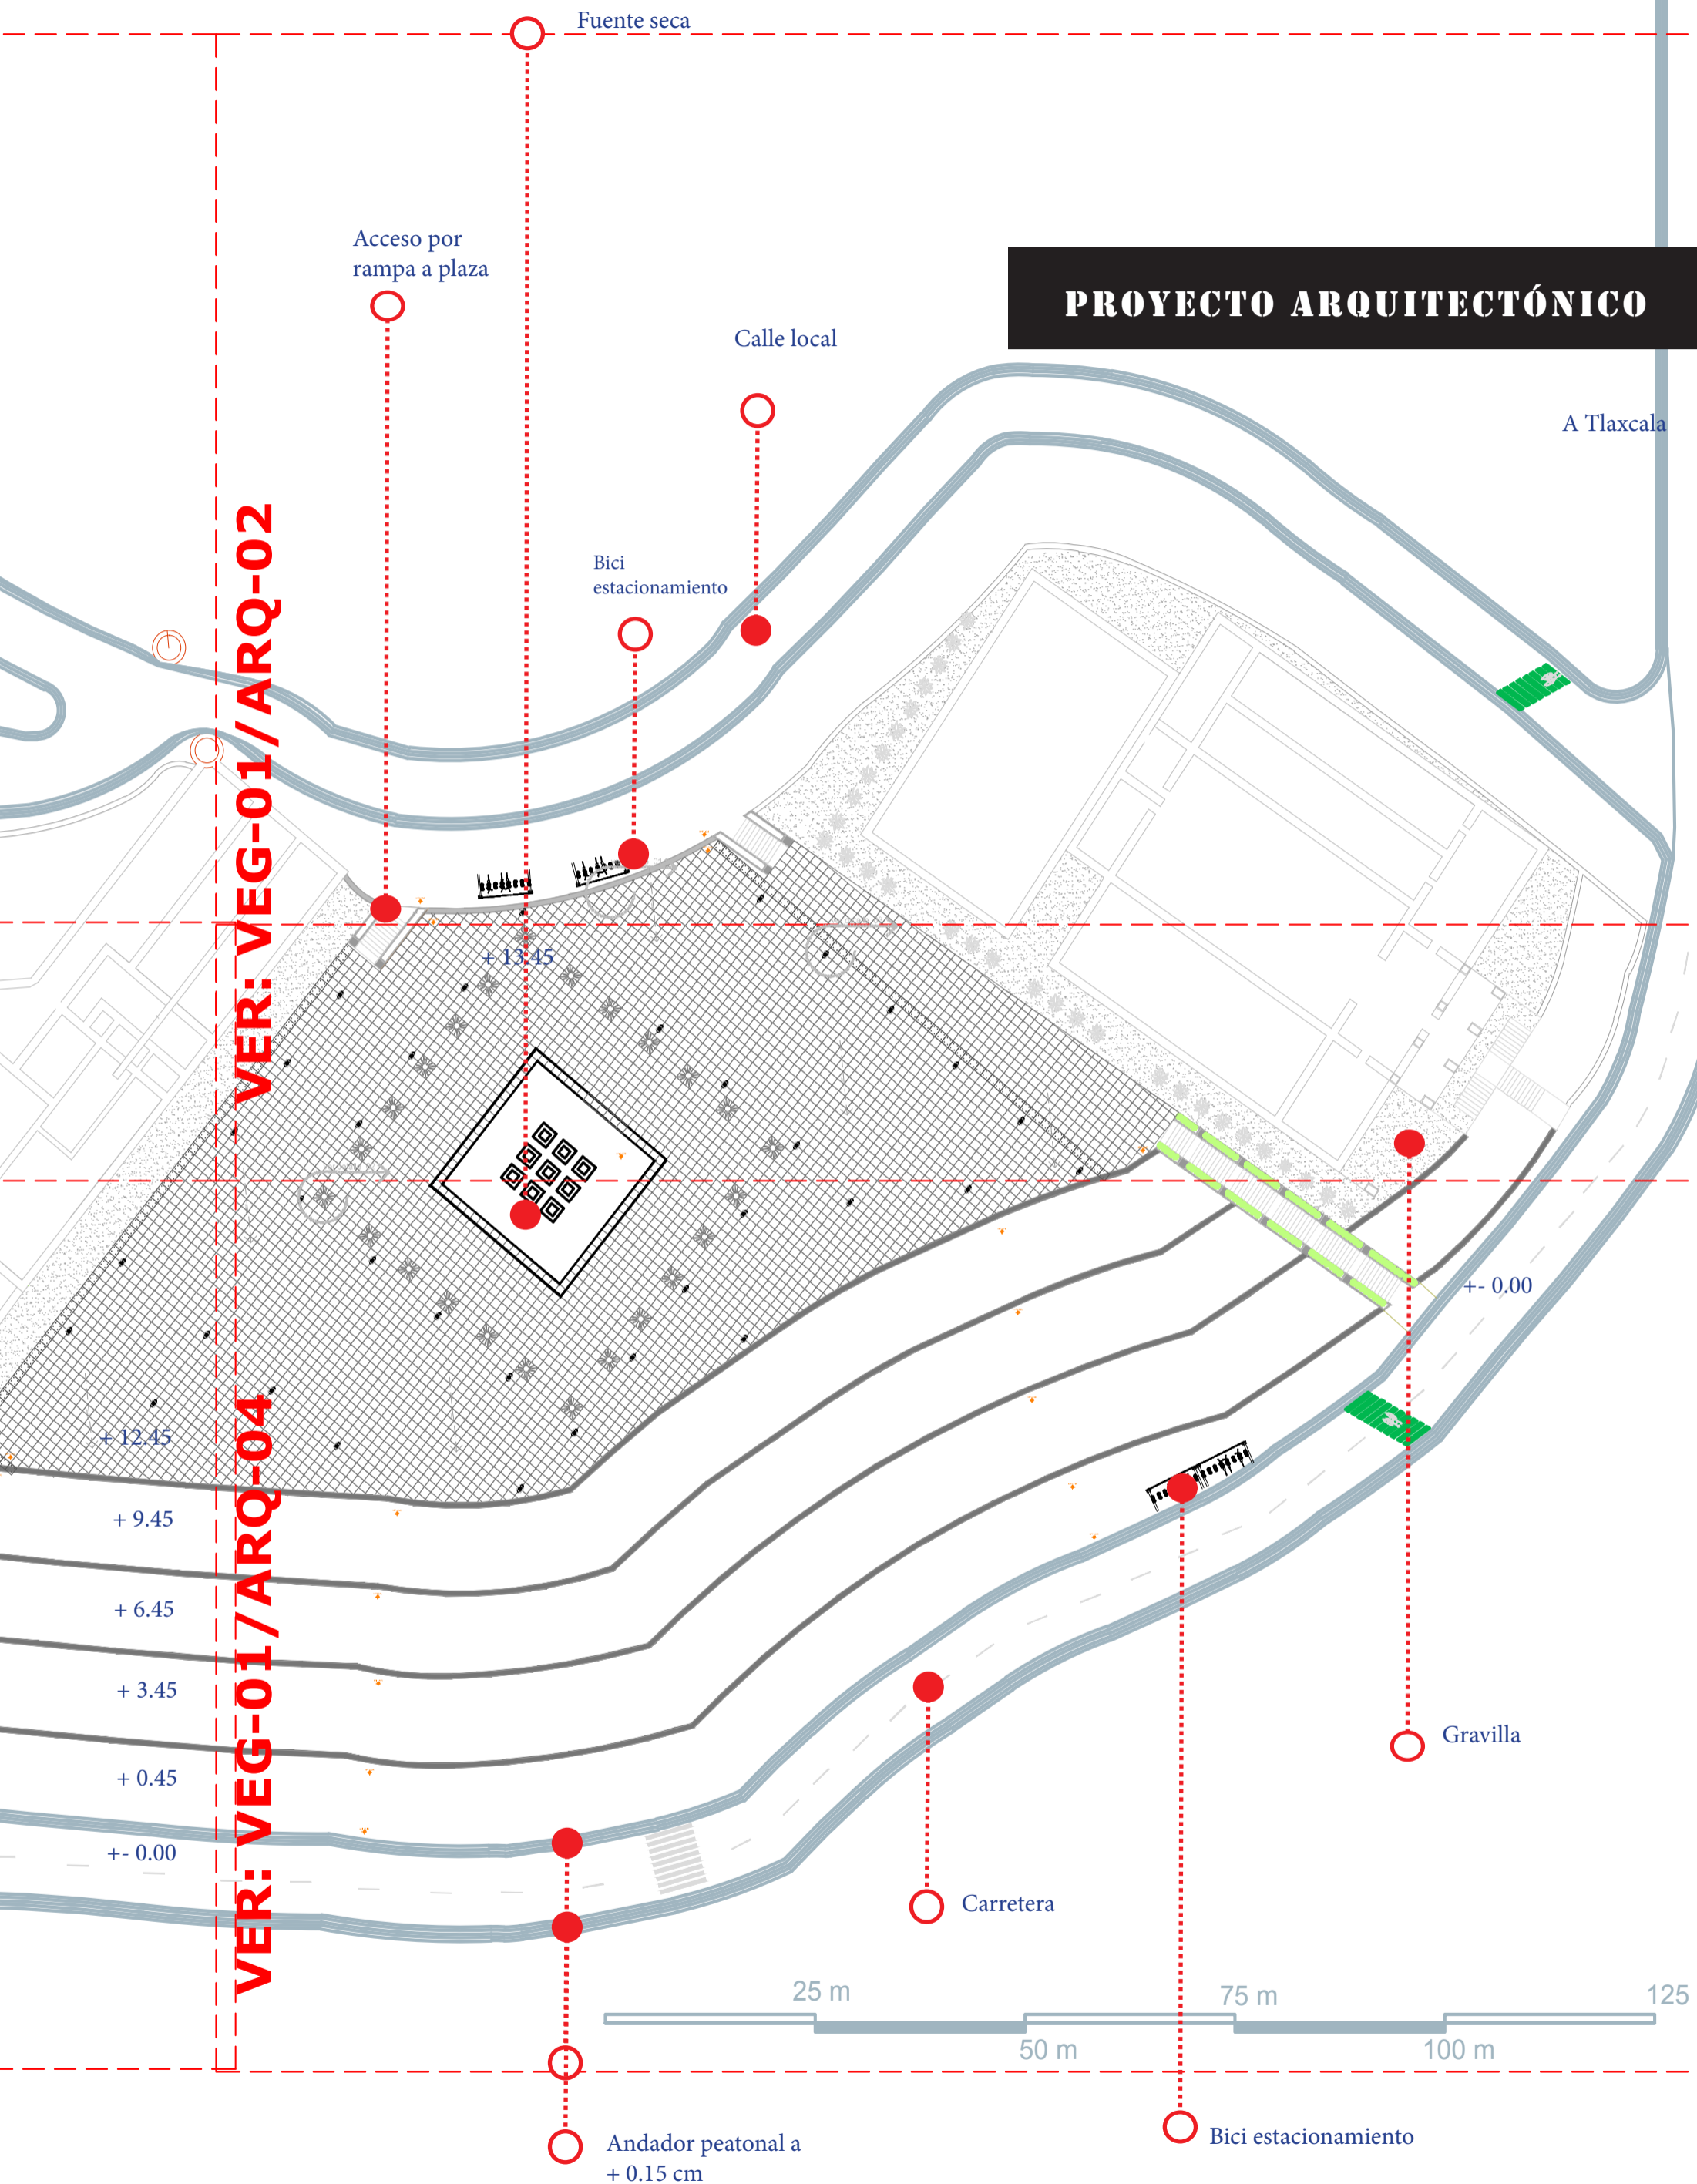 Fuente seca
Acceso por
rampa a plaza
PROYECTO ARQUITECTÓNICO
Calle local
A Tlaxcala
Bici
estacionamiento
VER: VEG-01/ARQ-02
+ 13.45
+- 0.00
VER: VEG-01/ARQ-04
+ 12.45
+ 9.45
+ 6.45
+ 3.45
Gravilla
+ 0.45
+- 0.00
Carretera
25 m
75 m
125
50 m
100 m
Bici estacionamiento
Andador peatonal a
+ 0.15 cm